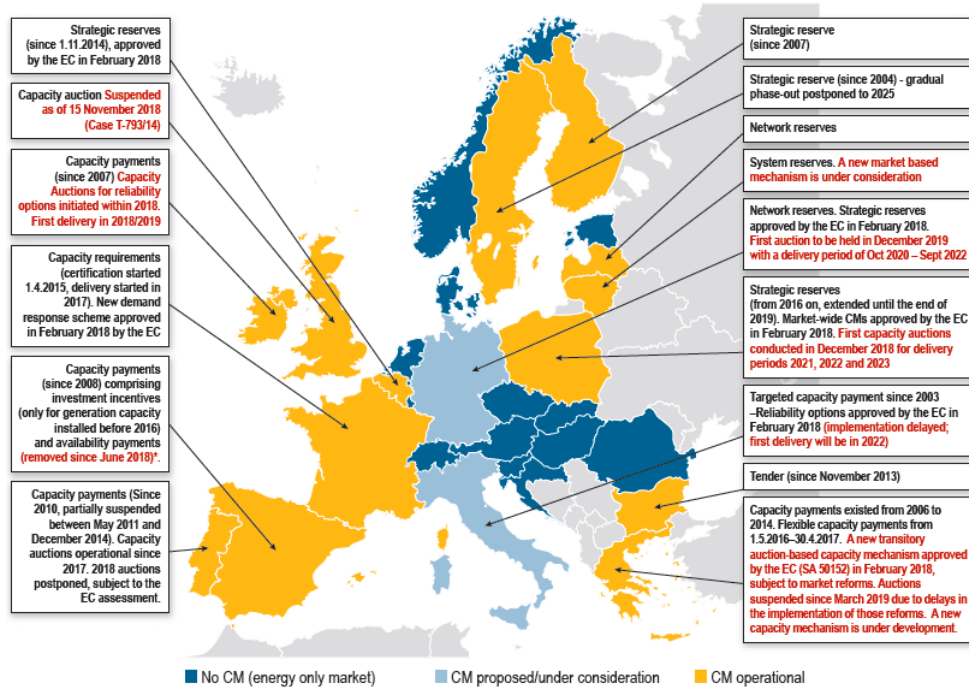 Strategic reserves
(since 1.11.2014), approved
by the EC in February 2018
Capacity auction Suspended
as of 15 November 2018
(Case T-793/14)
Capacity payments
(since 2007) Capacity
Auctions for reliability
options initiated within 2018.
First delivery in 2018/2019
Capacity requirements
(certification started
1.4.2015, delivery started in
2017). New demand
response scheme approved
in February 2018 by the EC
Capacity payments
(since 2008) comprising
investment incentives
(only for generation capacity
installed before 2016)
and availability payments
(removed since June 2018)*.
Capacity payments (Since
2010, partially suspended
between May 2011 and
December 2014). Capacity
auctions operational since
2017. 2018 auctions
postponed, subject to the
EC assessment.
Strategic reserve
(since 2007)
Strategic reserve (since 2004) - gradual
phase-out postponed to 2025
Network reserves
System reserves. A new market based
mechanism is under consideration
Network reserves. Strategic reserves
approved by the EC in February 2018.
First auction to be held in December 2019
with a delivery period of Oct 2020 – Sept 2022
Strategic reserves
(from 2016 on, extended until the end of
2019). Market-wide CMs approved by the EC
in February 2018. First capacity auctions
conducted in December 2018 for delivery
periods 2021, 2022 and 2023
Targeted capacity payment since 2003
–Reliability options approved by the EC in
February 2018 (implementation delayed;
first delivery will be in 2022)
Tender (since November 2013)
Capacity payments existed from 2006 to
2014. Flexible capacity payments from
1.5.2016–30.4.2017. A new transitory
auction-based capacity mechanism approved
by the EC (SA 50152) in February 2018,
subject to market reforms. Auctions
suspended since March 2019 due to delays in
the implementation of those reforms. A new
capacity mechanism is under development.
No CM (energy only market)
CM proposed/under consideration
CM operational